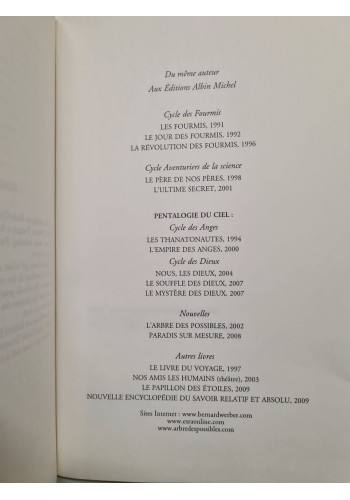 Du même auteur
Aux Éditions Albin Michel
Cycle des Fourmis
LES FOURMIS, 1991
LE JOUR DES FOURMIS, 1992
LA RÉVOLUTION DES FOURMIS, 1996
Cycle Aventuriers de la science
LE PÈRE DE NOS PÈRES, 1998
L'ULTIME SECRET, 2001
PENTALOGIE DU CIEL :
Cycle des Anges
LES THANATONAUTES, 1994
L'EMPIRE DES ANGES, 2000
Cycle des Dieux
NOUS, LES DIEUX, 2004
LE SOUFFLE DES DIEUX, 2007
LE MYSTÈRE DES DIEUX, 2007
Nouvelles
L'ARBRE DES POSSIBLES, 2002
PARADIS SUR MESURE, 2008
Autres livres
LE LIVRE DU VOYAGE, 1997
NOS AMIS LES HUMAINS (théâtre), 2003
LE PAPILLON DES ÉTOILES, 2009
NOUVELLE ENCYCLOPÉDIE DU SAVOIR RELATIF ET ABSOLU, 2009
Sites Internet : www.bernardwerber.com
www.esraonline.com
www.arbredespossibles.com